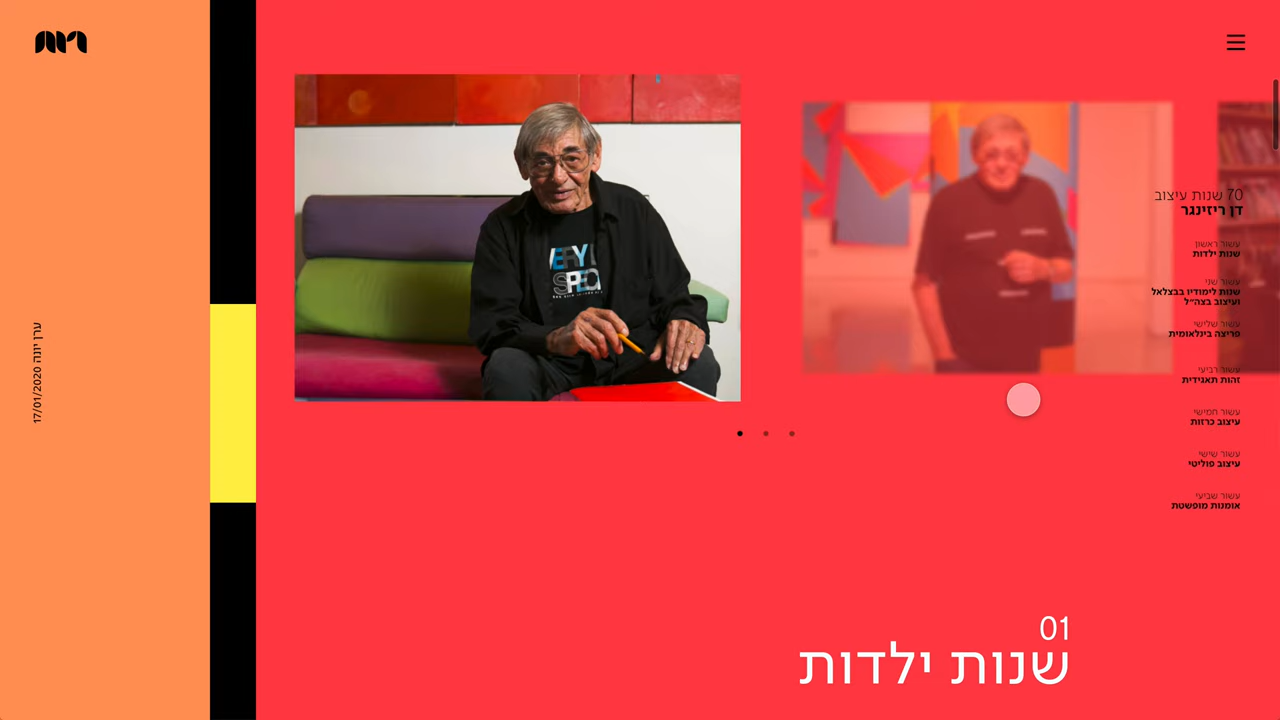 70 שנות עיצוב
דן ריזינגר
עשור ראשון
שנות ילדות
עשור שני
שנות לימודיו בבצלאל
ועיצוב בצה״ל
עשור שלישי
פריצה בינלאומית
עשור רביעי
זהות תאגידית
עשור חמישי
עיצוב כרזות
עשור שישי
עיצוב פוליטי
עשור שביעי
אומנות מופשטת
01
שנות ילדות
ערן יונה 17/01/2020